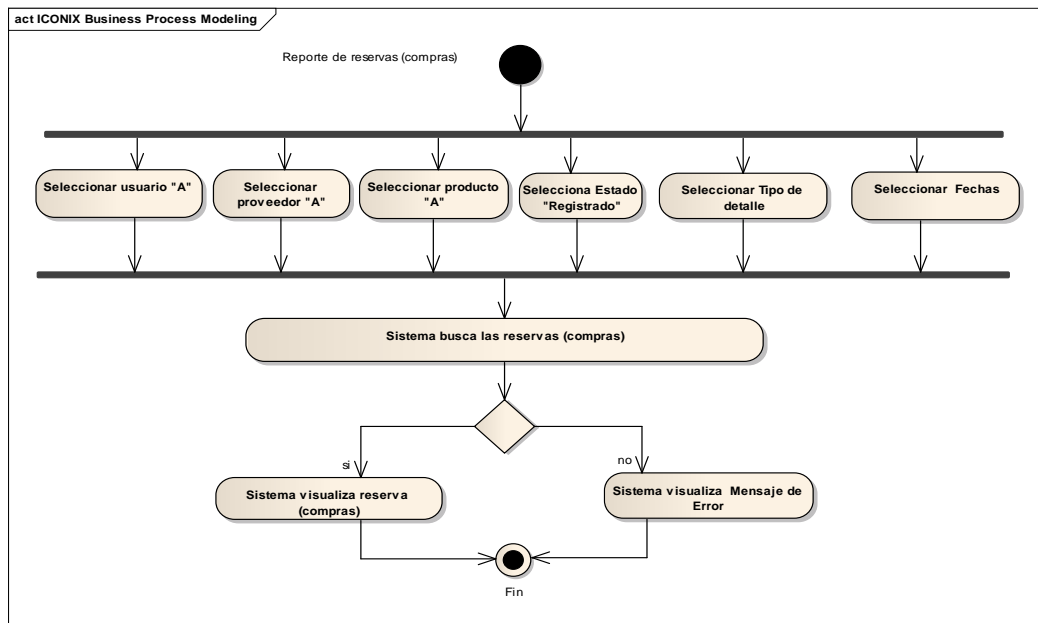 act ICONIX Business Process Modeling
Reporte de reservas (compras)
Seleccionar usuario "A"
Seleccionar
proveedor "A"
Seleccionar producto
"A"
Selecciona Estado
"Registrado"
Seleccionar Tipo de
detalle
Seleccionar Fechas
Sistema busca las reservas (compras)
si
no
Sistema visualiza reserva
(compras)
Sistema visualiza Mensaje de
Error
Fin